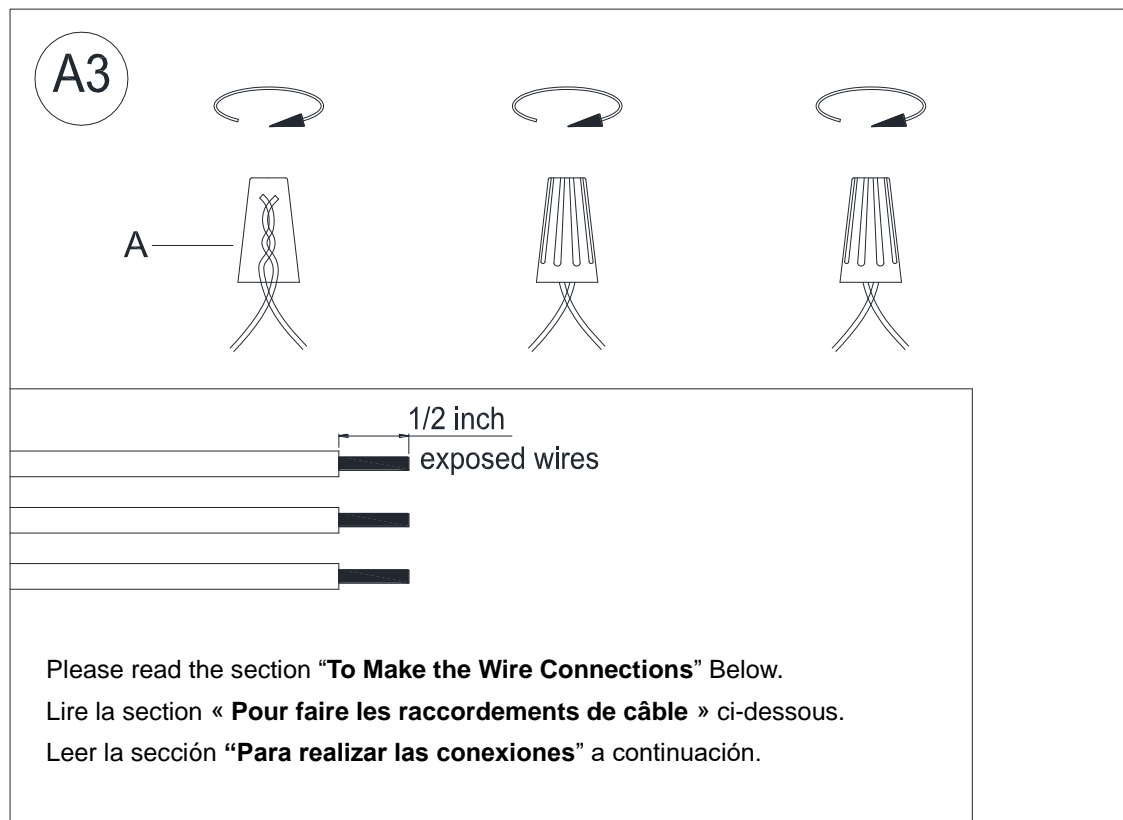 A3
A
1/2 inch
exposed wires
Please read the section “To Make the Wire Connections” Below.
Lire la section « Pour faire les raccordements de câble » ci-dessous.
Leer la sección “Para realizar las conexiones” a continuación.